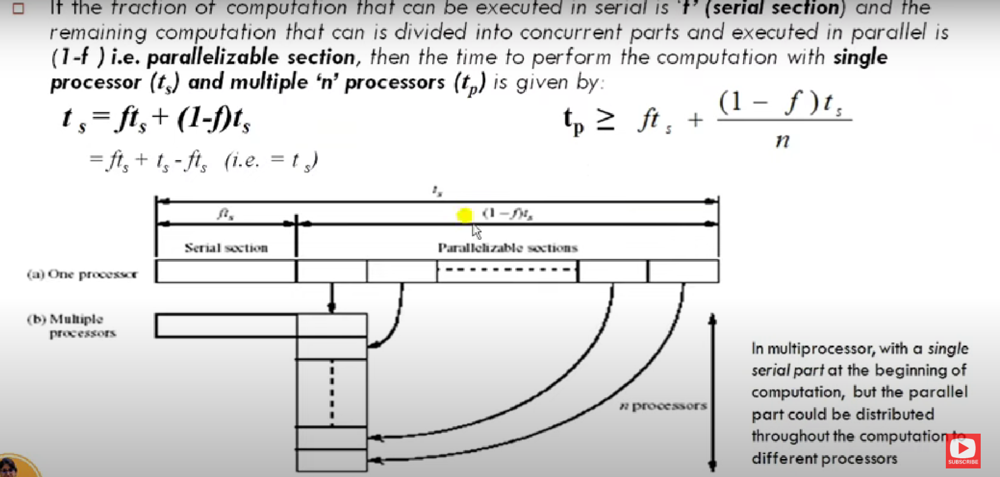 If the fraction of computation that can be executed in serial is 'f' (serial section) and the
remaining computation that can is divided into concurrent parts and executed in parallel is
(1-f ) i.e. parallelizable section, then the time to perform the computation with single
processor (tₛ) and multiple 'n' processors (tₚ) is given by:
t ₛ = ftₛ + (1-f)tₛ
= ftₛ + tₛ - ftₛ (i.e. = t ₛ)
tₚ ≥ ft ₛ + (1 − f )t ₛ
n
tₛ
ftₛ
(1 – f)tₛ
Serial section
Parallelizable sections
(a) One processor
(b) Multiple
processors
n processors
In multiprocessor, with a single
serial part at the beginning of
computation, but the parallel
part could be distributed
throughout the computation to
different processors
SUBSCRIBE